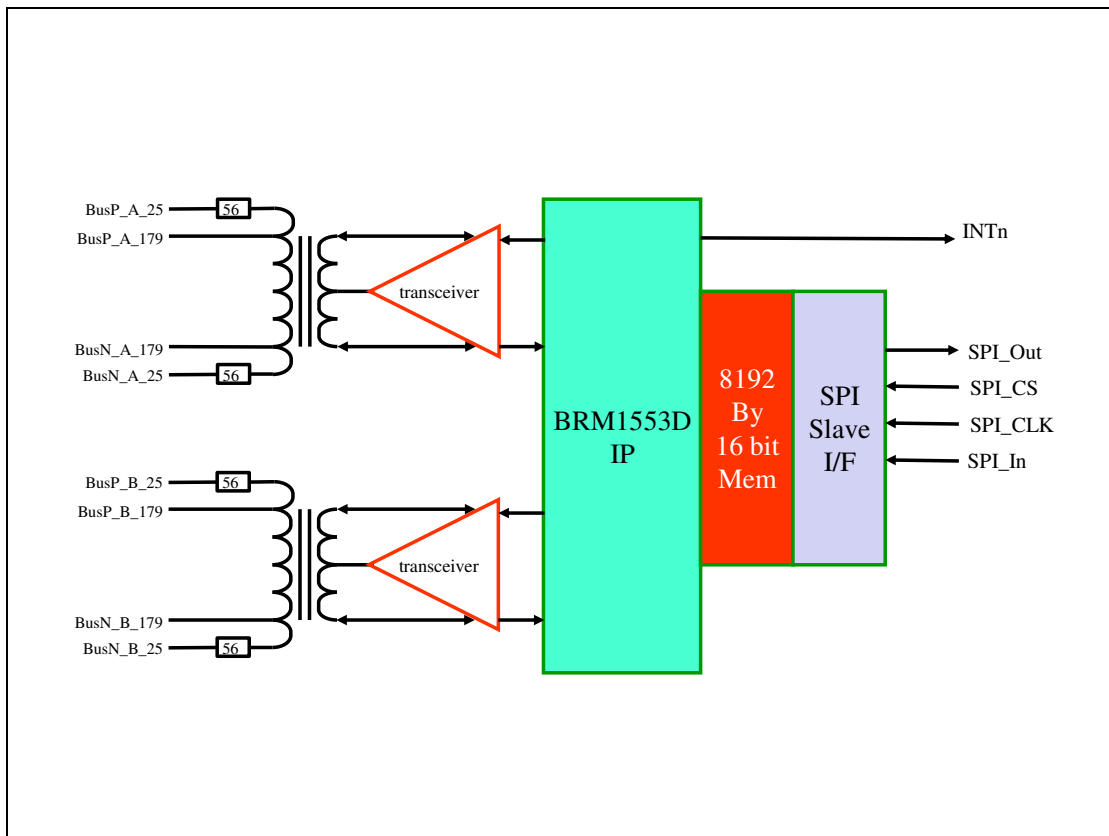 BusP_A_25
56
BusP_A_179
BusN_A_179
BusN_A_25
56
transceiver
BusP_B_25
56
BusP_B_179
BusN_B_179
BusN_B_25
56
transceiver
BRM1553D
IP
8192
By
16 bit
Mem
SPI
Slave
I/F
INTn
SPI_Out
SPI_CS
SPI_CLK
SPI_In